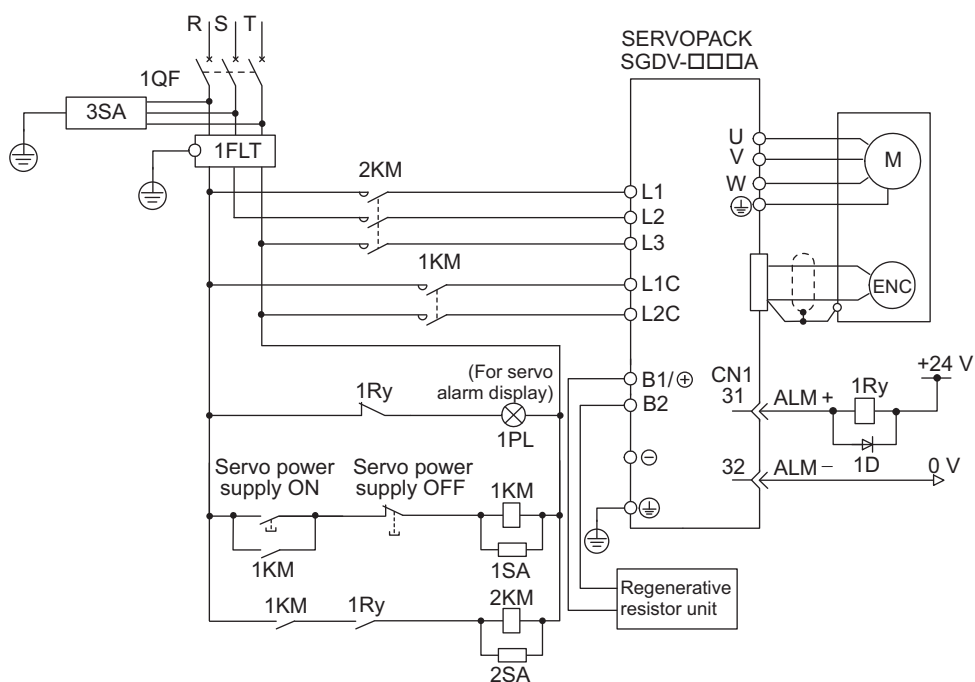 R S T
SERVOPACK
SGDV-□□□A
1QF
3SA
1FLT
U
V
W
M
2KM
L1
L2
L3
1KM
L1C
L2C
ENC
(For servo
alarm display)
1Ry
1PL
B1/⊕
B2
CN1
31
ALM +
1Ry
+24 V
1D
32
ALM −
0 V
⊖
Servo power
supply ON
Servo power
supply OFF
1KM
1KM
1SA
1KM
1Ry
2KM
2SA
Regenerative
resistor unit